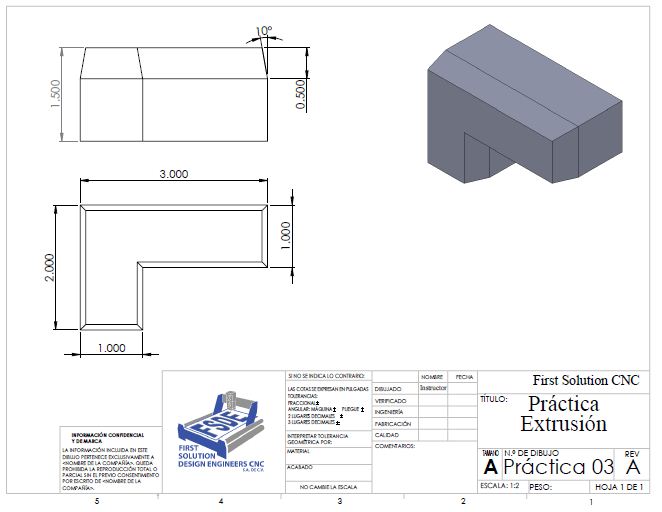 10°
1.500
0.500
3.000
1.000
2.000
1.000
INFORMACIÓN CONFIDENCIAL
Y DE MARCA
LA INFORMACIÓN INCLUIDA EN ESTE
DIBUJO PERTENECE EXCLUSIVAMENTE A
<NOMBRE DE LA COMPAÑÍA>. QUEDA
PROHIBIDA LA REPRODUCCIÓN TOTAL O
PARCIAL SIN EL PREVIO CONSENTIMIENTO
POR ESCRITO DE <NOMBRE DE LA
COMPAÑÍA>.
FSDE
FIRST
SOLUTION
DESIGN ENGINEERS CNC
S.A. DE C.V.
SI NO SE INDICA LO CONTRARIO:
LAS COTAS SE EXPRESAN EN PULGADAS
TOLERANCIAS:
FRACCIONAL±
ANGULAR: MÁQUINA± PLIEGUE ±
2 LUGARES DECIMALES ±
3 LUGARES DECIMALES ±
INTERPRETAR TOLERANCIA
GEOMÉTRICA POR:
MATERIAL
ACABADO
NO CAMBIE LA ESCALA
NOMBRE FECHA
DIBUJADO Instructor
VERIFICADO
INGENIERÍA
FABRICACIÓN
CALIDAD
COMENTARIOS:
First Solution CNC
TÍTULO:
Práctica
Extrusión
TAMAÑO N.º DE DIBUJO REV
A Práctica 03 A
ESCALA: 1:2 PESO: HOJA 1 DE 1
5 4 3 2 1